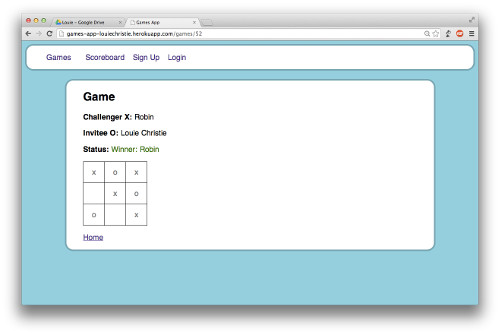 Louie – Google Drive
Games App
games-app-louiechristie.herokuapp.com/games/52
Games Scoreboard Sign Up Login
Game
Challenger X: Robin
Invitee O: Louie Christie
Status: Winner: Robin
x o x
x o
o x
Home